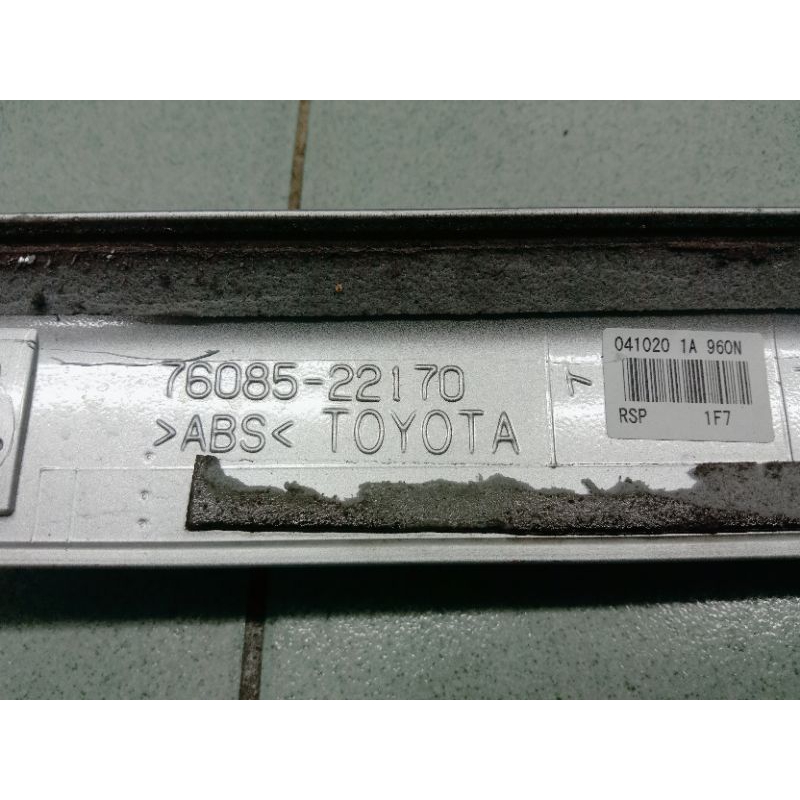 76085-22170
>ABS< TOYOTA
041020 1A 960N
RSP 1F7